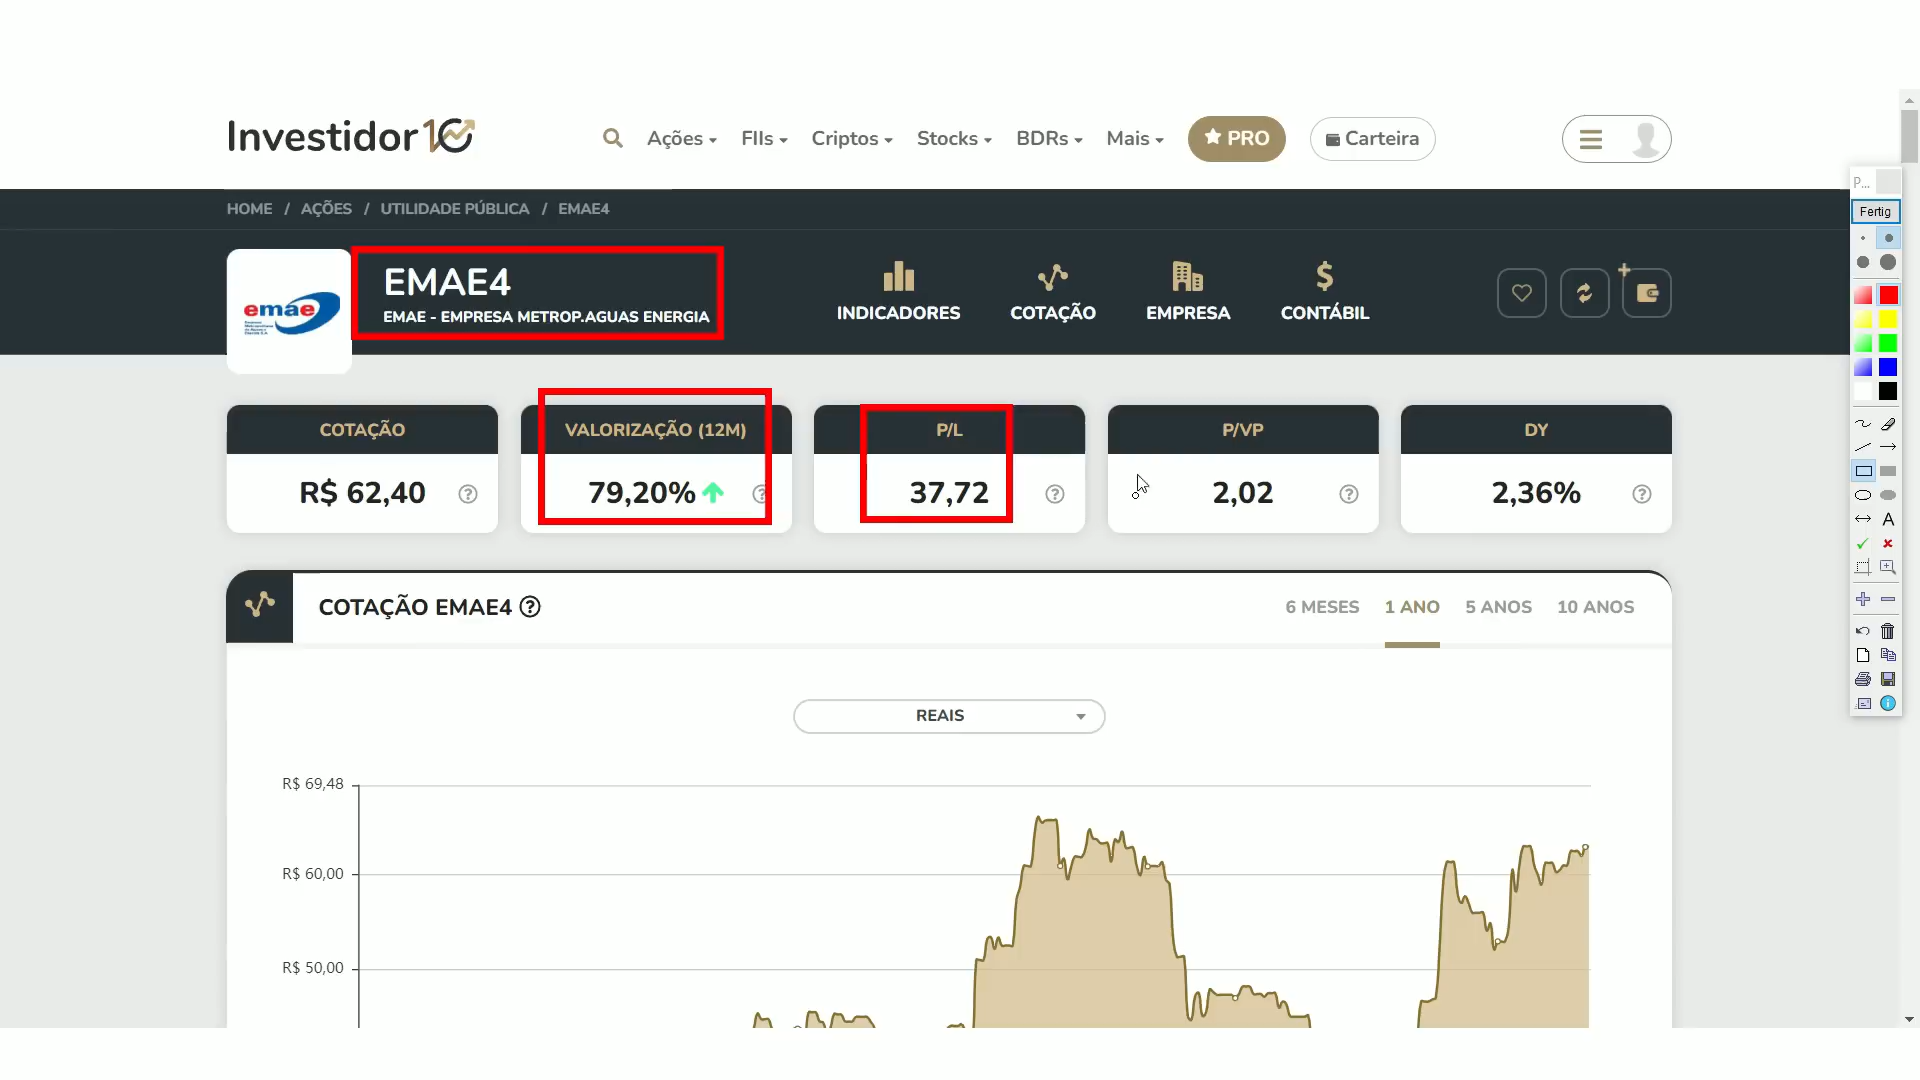 Investidor10
Ações
FIIs
Criptos
Stocks
BDRs
Mais
PRO
Carteira
P...
Fertig
HOME / AÇÕES / UTILIDADE PÚBLICA / EMAE4
emae
EMAE4
EMAE - EMPRESA METROP.AGUAS ENERGIA
INDICADORES
COTAÇÃO
EMPRESA
CONTÁBIL
COTAÇÃO
R$ 62,40
VALORIZAÇÃO (12M)
79,20%
P/L
37,72
P/VP
2,02
DY
2,36%
COTAÇÃO EMAE4
6 MESES
1 ANO
5 ANOS
10 ANOS
REAIS
R$ 69,48
R$ 60,00
R$ 50,00